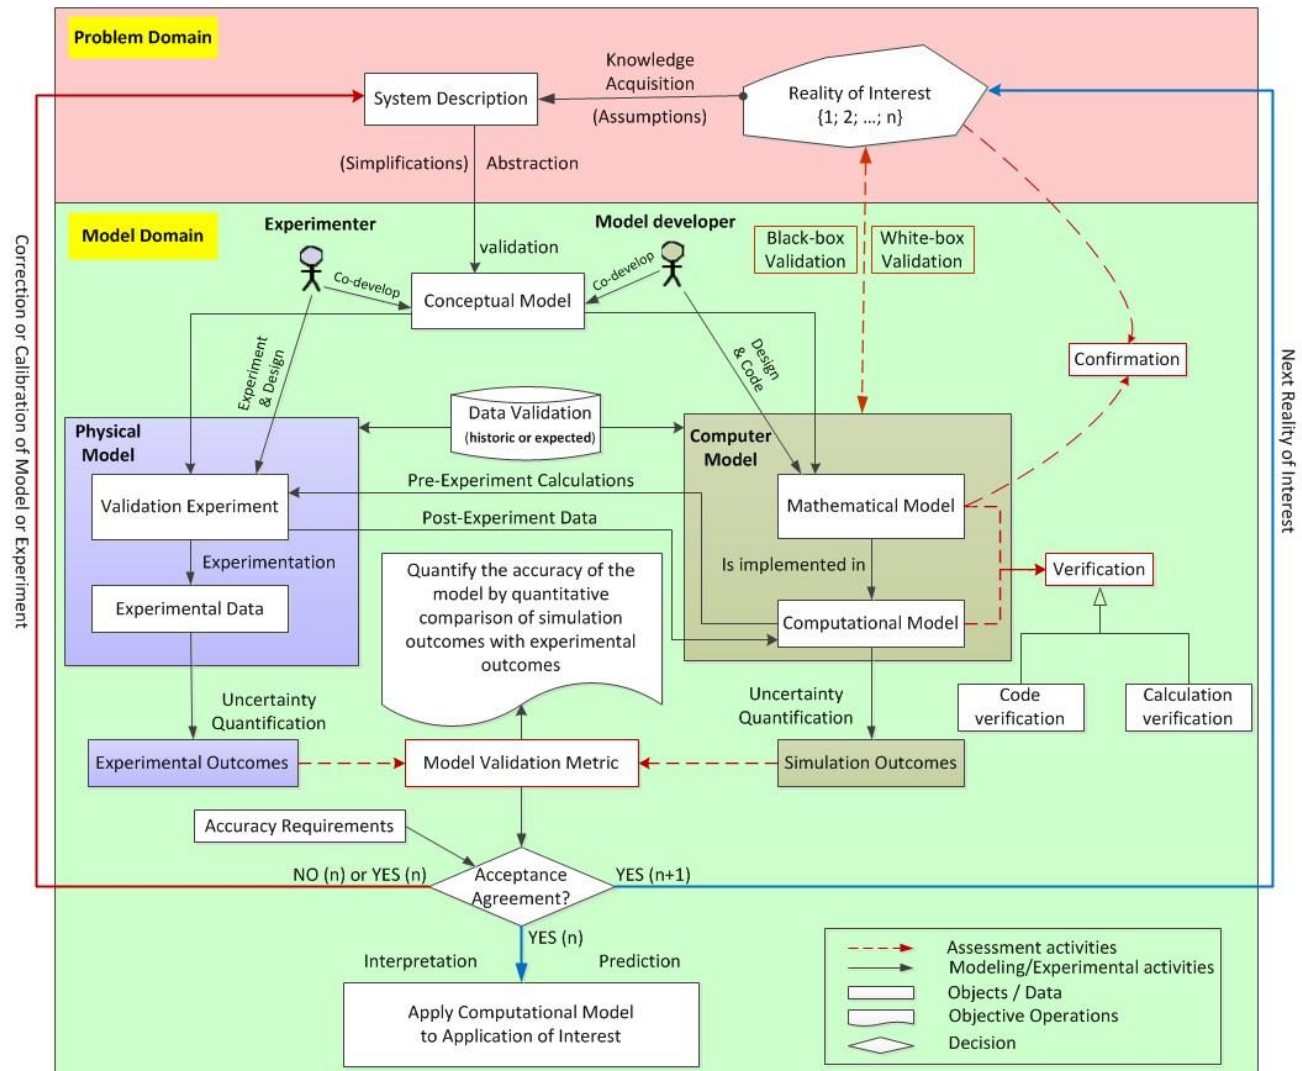 Problem Domain
System Description
Knowledge
Acquisition
(Assumptions)
Reality of Interest
{1; 2; ...; n}
(Simplifications)
Abstraction
Model Domain
Experimenter
Model developer
validation
Black-box
Validation
White-box
Validation
Co-develop
Co-develop
Conceptual Model
Correction or Calibration of Model or Experiment
Next Reality of Interest
Experiment
& Design
Design
& Code
Confirmation
Data Validation
(historic or expected)
Physical
Model
Computer
Model
Validation Experiment
Pre-Experiment Calculations
Mathematical Model
Post-Experiment Data
Experimentation
Is implemented in
Verification
Experimental Data
Quantify the accuracy of the
model by quantitative
comparison of simulation
outcomes with experimental
outcomes
Computational Model
Code
verification
Calculation
verification
Uncertainty
Quantification
Uncertainty
Quantification
Experimental Outcomes
Model Validation Metric
Simulation Outcomes
Accuracy Requirements
NO (n) or YES (n)
Acceptance
Agreement?
YES (n+1)
YES (n)
Interpretation
Prediction
Apply Computational Model
to Application of Interest
Assessment activities
Modeling/Experimental activities
Objects / Data
Objective Operations
Decision